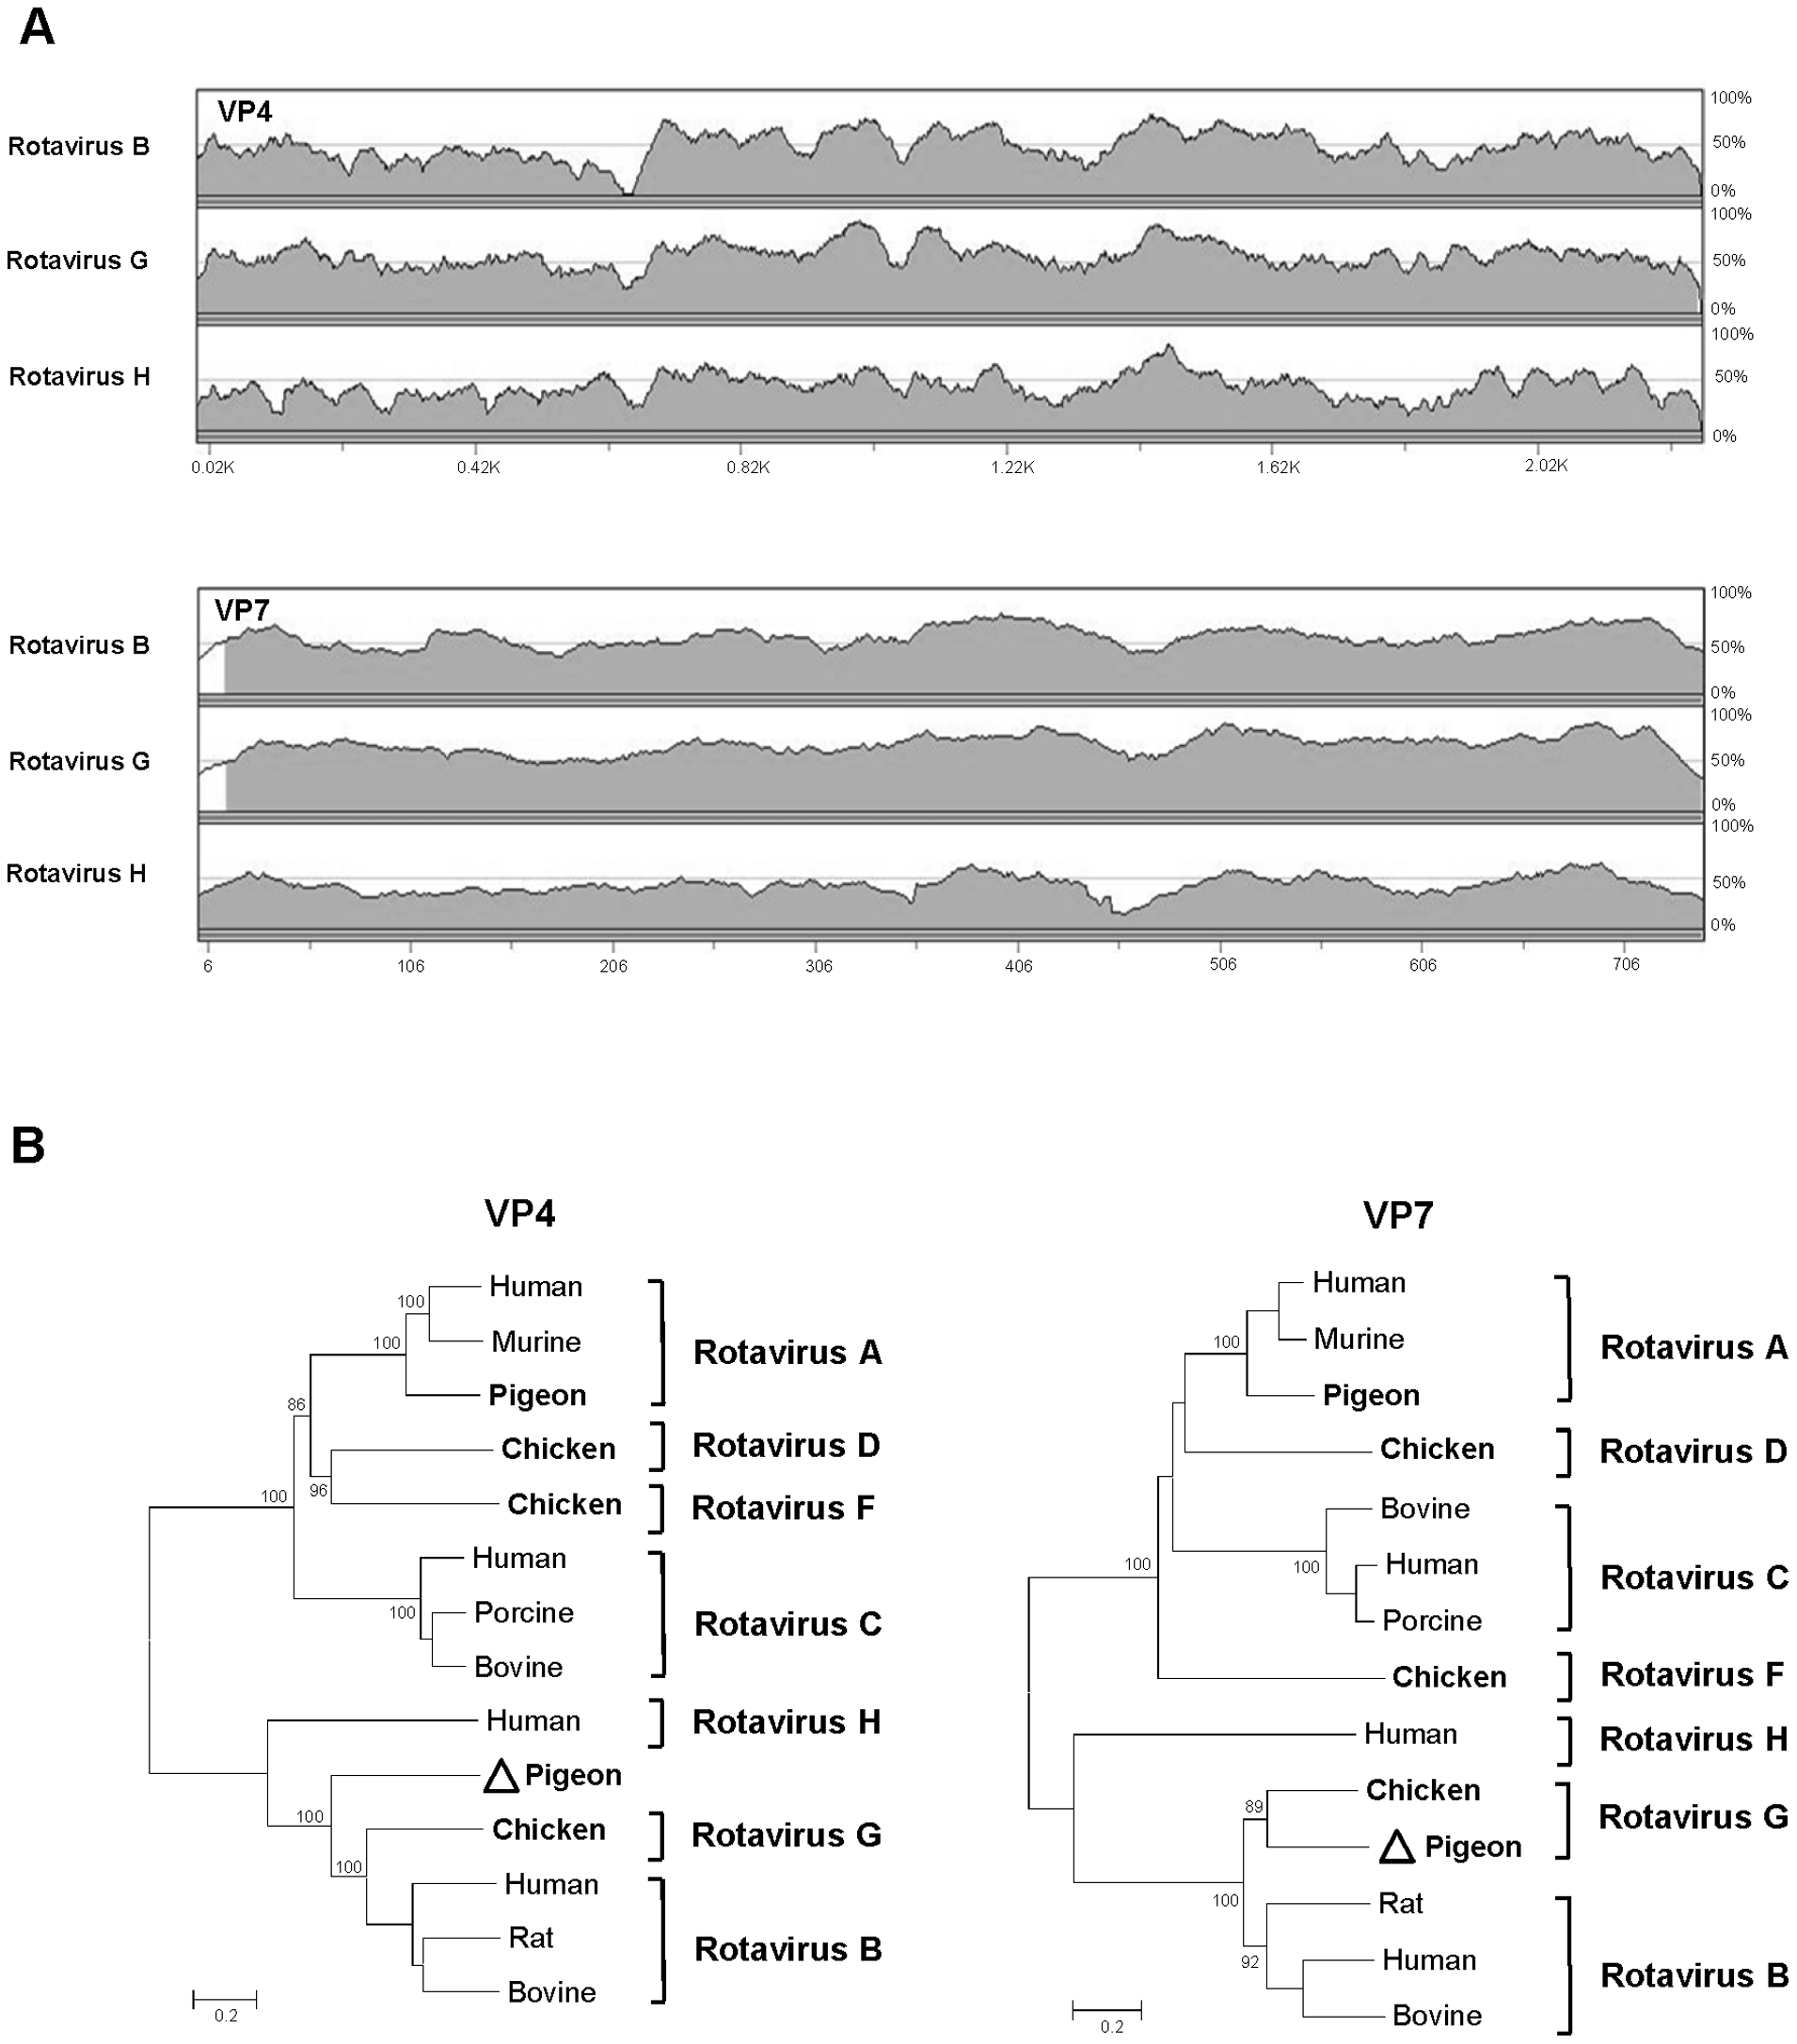 A
VP4
100%
Rotavirus B
50%
0%
100%
Rotavirus G
50%
0%
100%
Rotavirus H
50%
0%
0.02K 0.42K 0.82K 1.22K 1.62K 2.02K
VP7
100%
Rotavirus B
50%
0%
100%
Rotavirus G
50%
0%
100%
Rotavirus H
50%
0%
6 106 206 306 406 506 606 706
B
VP4
Human
100
Murine
100
Rotavirus A
Pigeon
86
Chicken
Rotavirus D
96
100
Chicken
Rotavirus F
Human
Porcine
100
Rotavirus C
Bovine
Human
Rotavirus H
Pigeon
100
Chicken
Rotavirus G
100
Human
Rat
Rotavirus B
Bovine
0.2
VP7
Human
Murine
100
Rotavirus A
Pigeon
Chicken
Rotavirus D
Bovine
Human
100
100
Rotavirus C
Porcine
Chicken
Rotavirus F
Human
Rotavirus H
Chicken
89
Rotavirus G
Pigeon
100
Rat
Human
92
Rotavirus B
Bovine
0.2